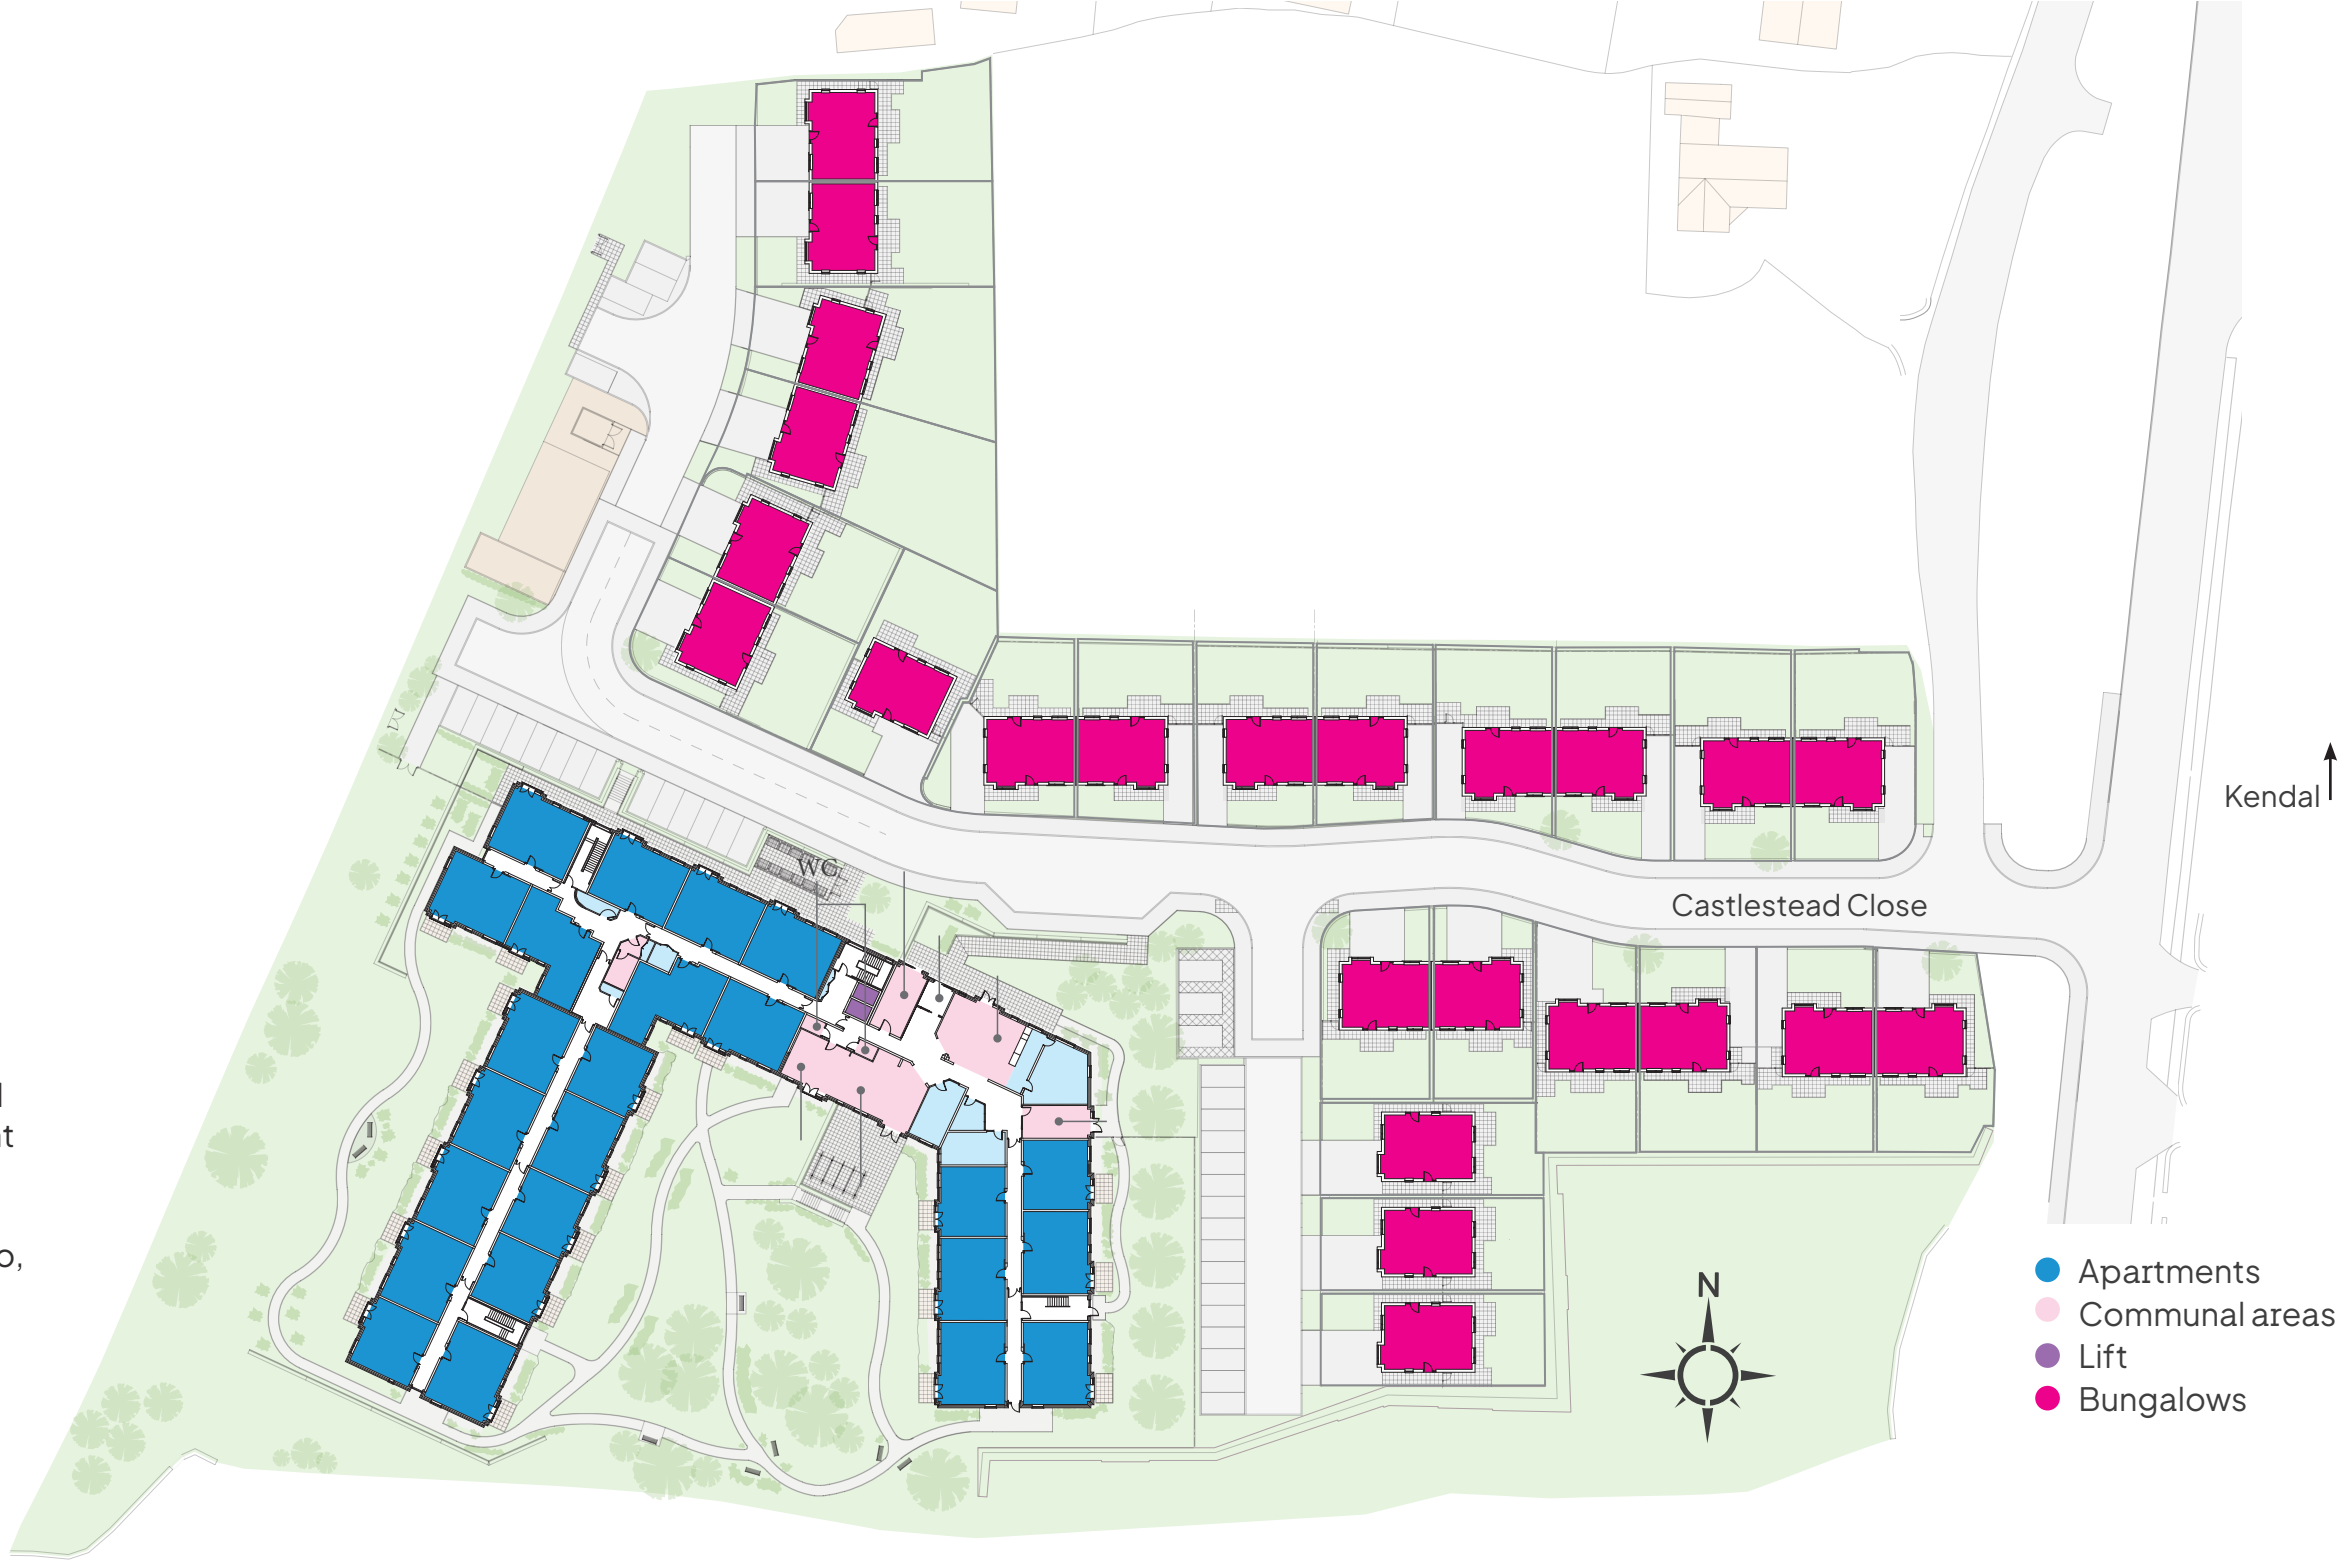 WC
Castlestead Close
Kendal
N
Apartments
Communal areas
Lift
Bungalows